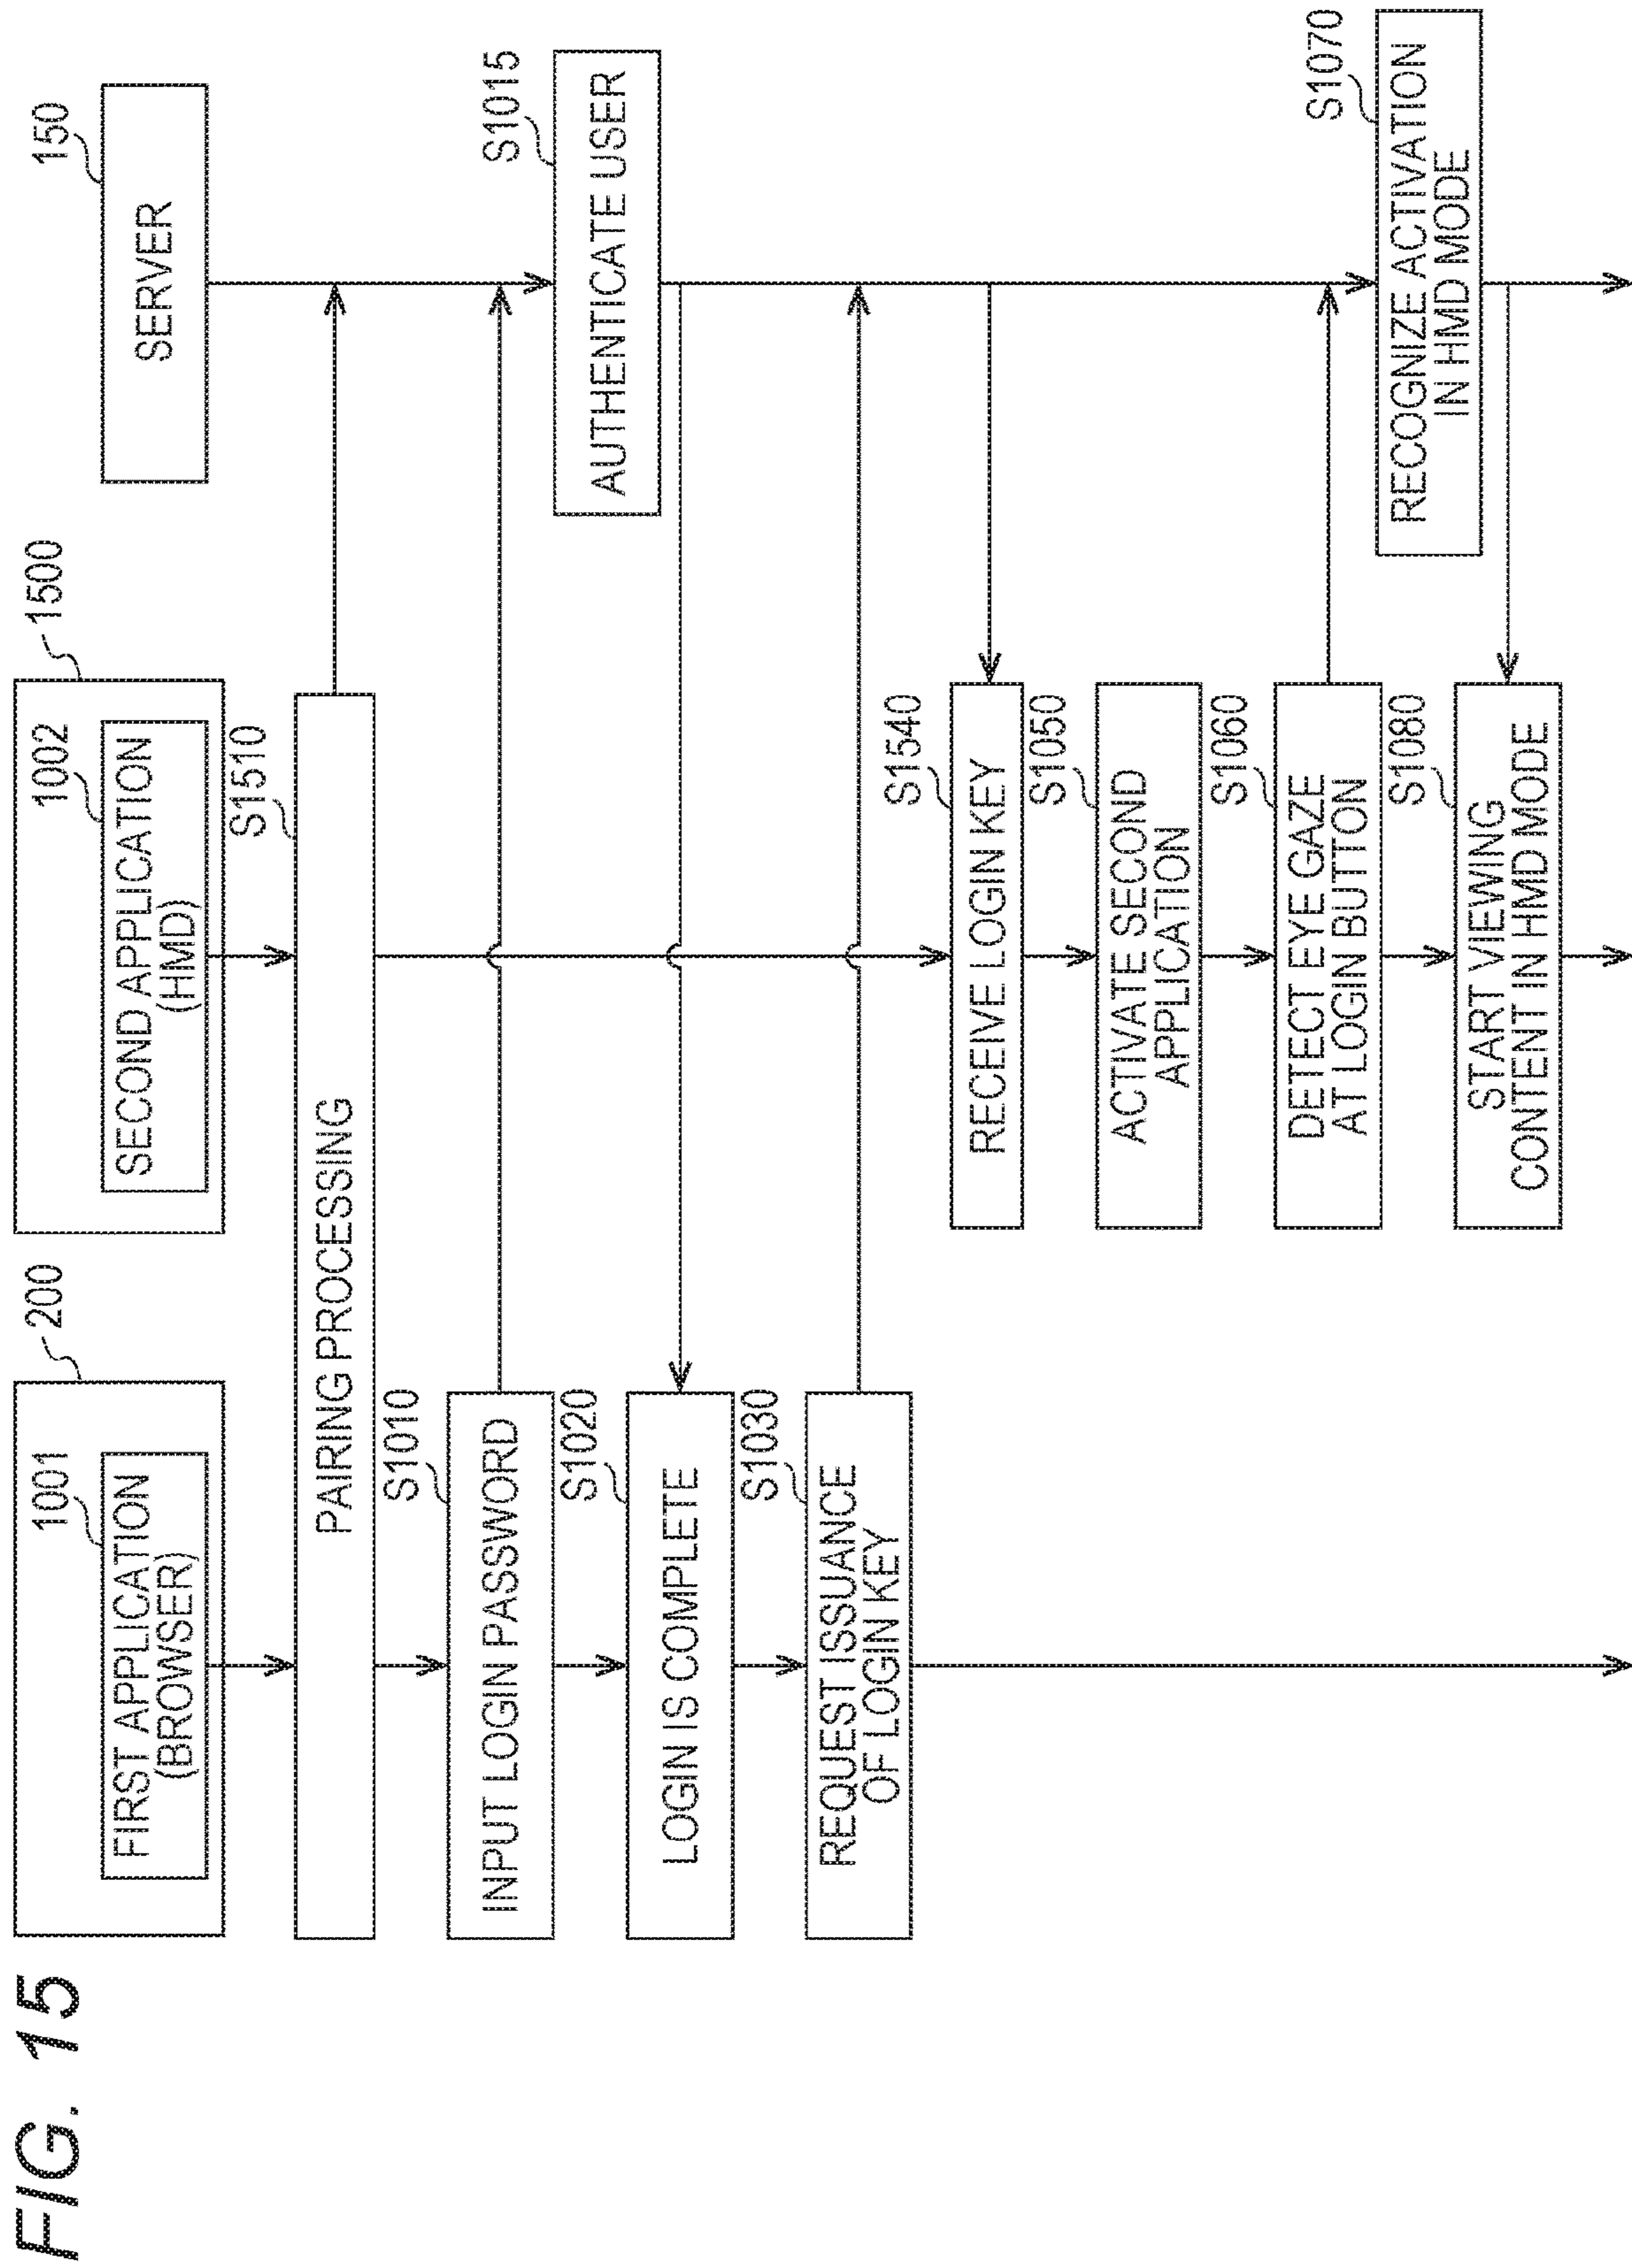 FIG. 15
200
1001
FIRST APPLICATION
(BROWSER)
1500
1002
SECOND APPLICATION
(HMD)
150
SERVER
S1510
PAIRING PROCESSING
S1010
INPUT LOGIN PASSWORD
S1015
AUTHENTICATE USER
S1020
LOGIN IS COMPLETE
S1030
REQUEST ISSUANCE
OF LOGIN KEY
S1540
RECEIVE LOGIN KEY
S1050
ACTIVATE SECOND
APPLICATION
S1060
DETECT EYE GAZE
AT LOGIN BUTTON
S1070
RECOGNIZE ACTIVATION
IN HMD MODE
S1080
START VIEWING
CONTENT IN HMD MODE